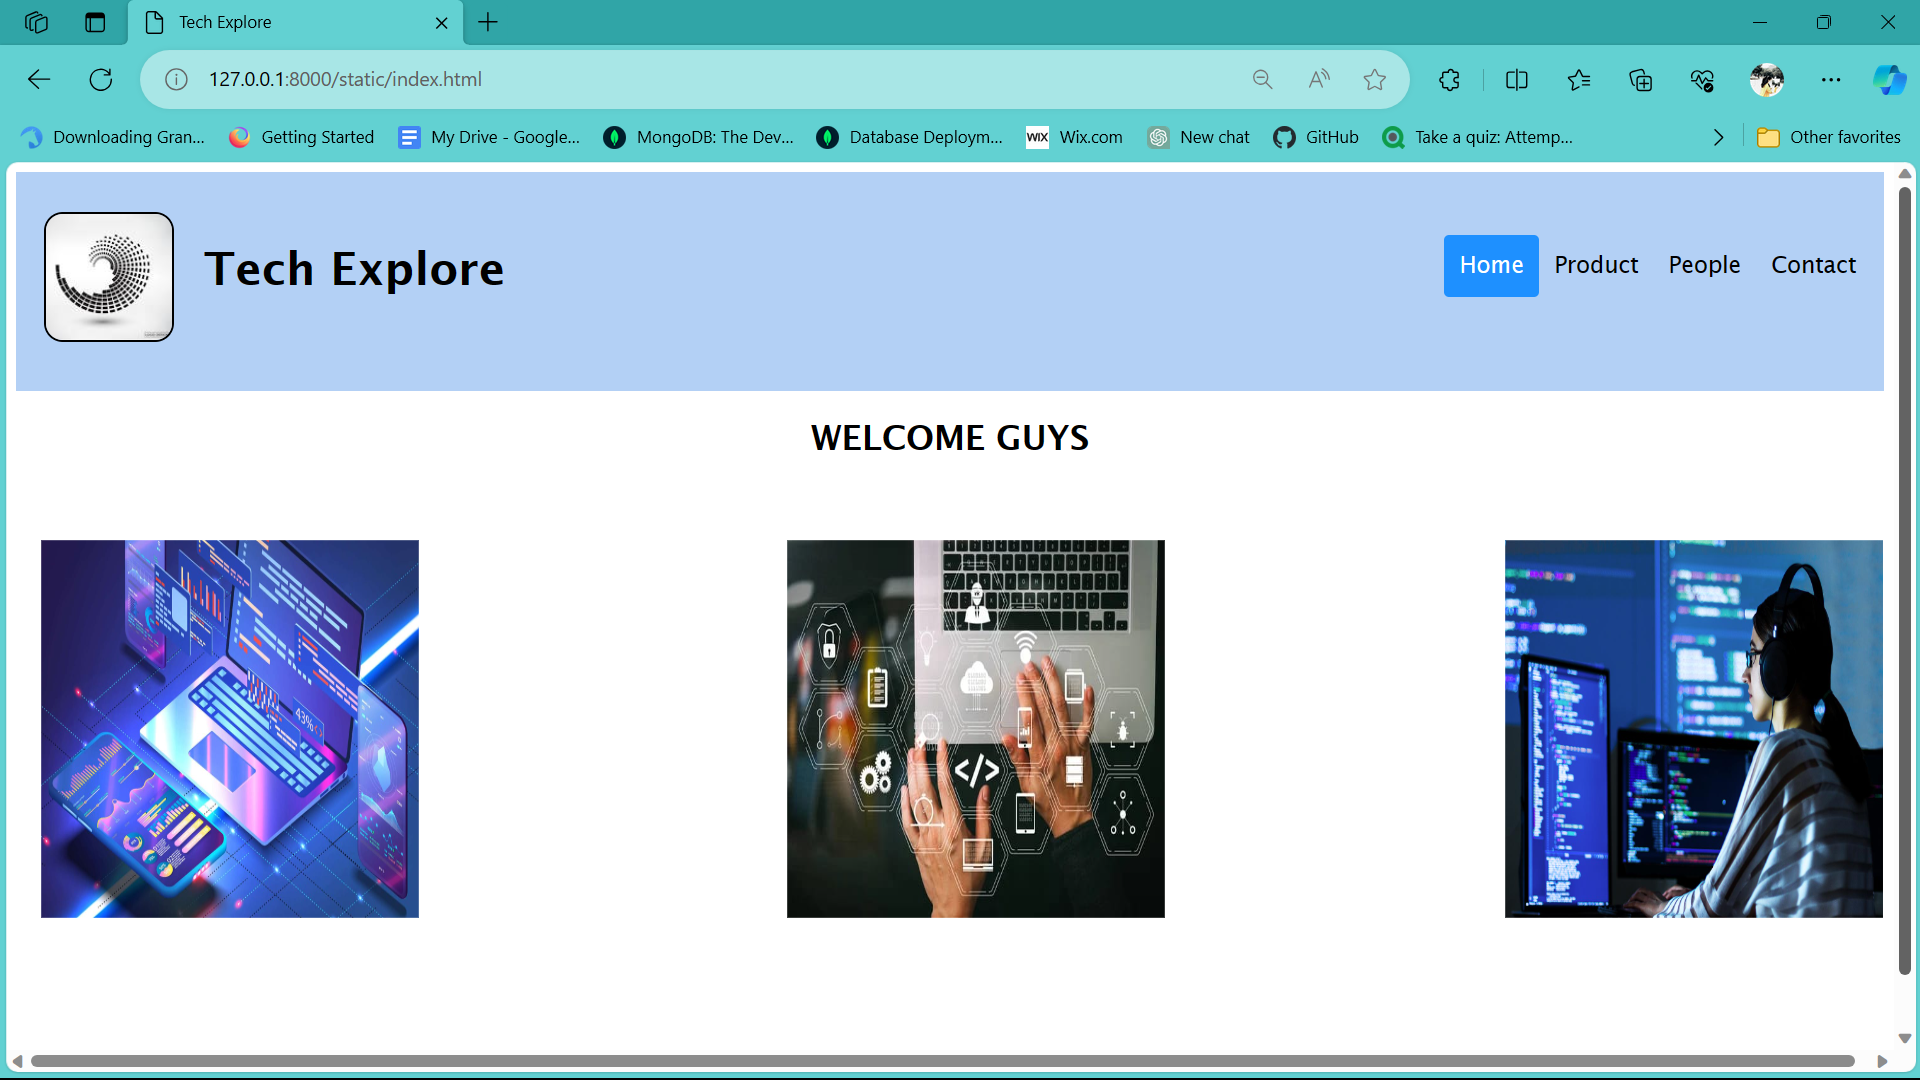 Tech Explore
127.0.0.1:8000/static/index.html
Downloading Gran... Getting Started My Drive - Google... MongoDB: The Dev... Database Deploym... WIX Wix.com New chat GitHub Take a quiz: Attemp... Other favorites
Tech Explore
Home Product People Contact
WELCOME GUYS
43%